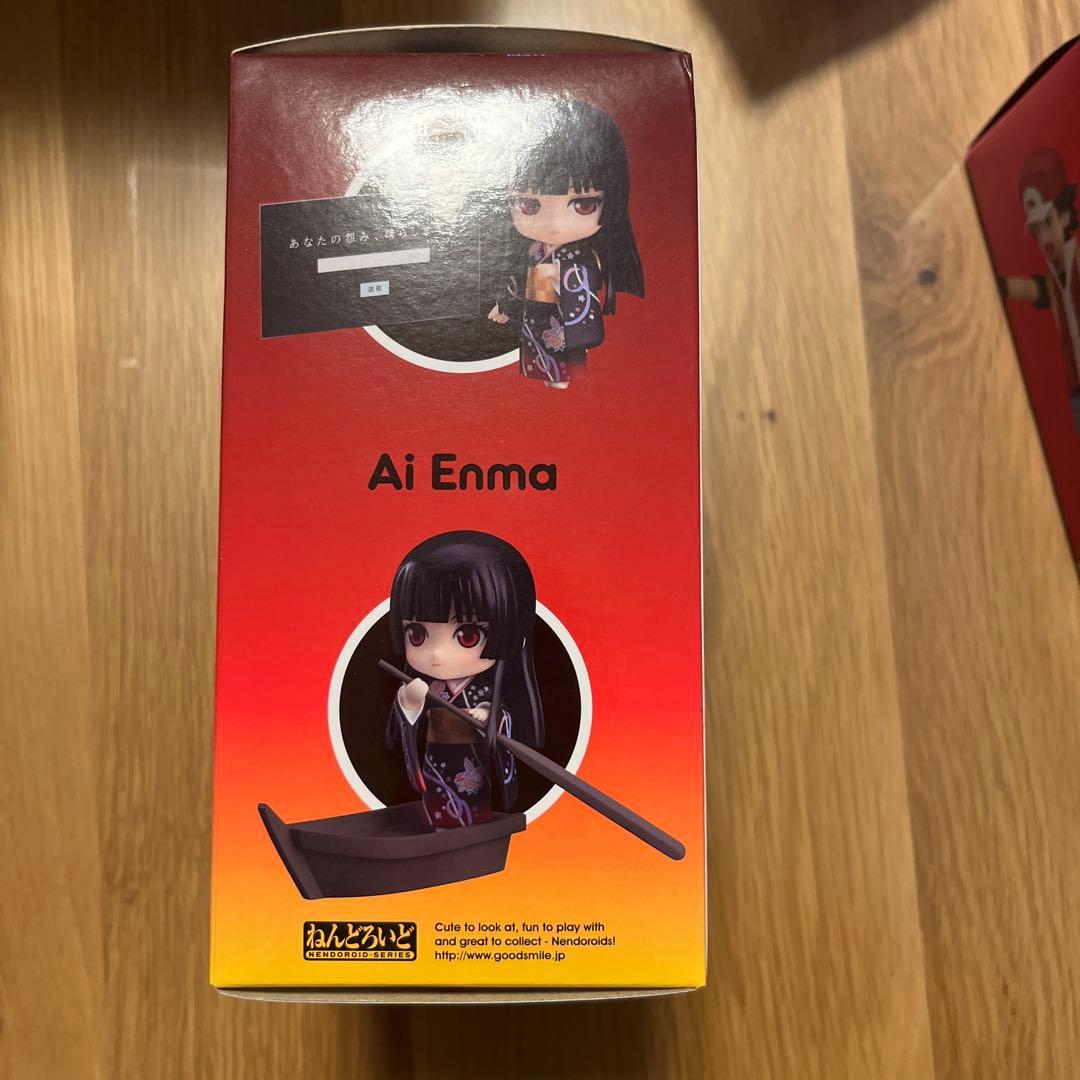 あなたの怨み、晴らします
送信
Ai Enma
ねんどろいど
NENDOROID・SERIES
Cute to look at, fun to play with
and great to collect - Nendoroids!
http://www.goodsmile.jp